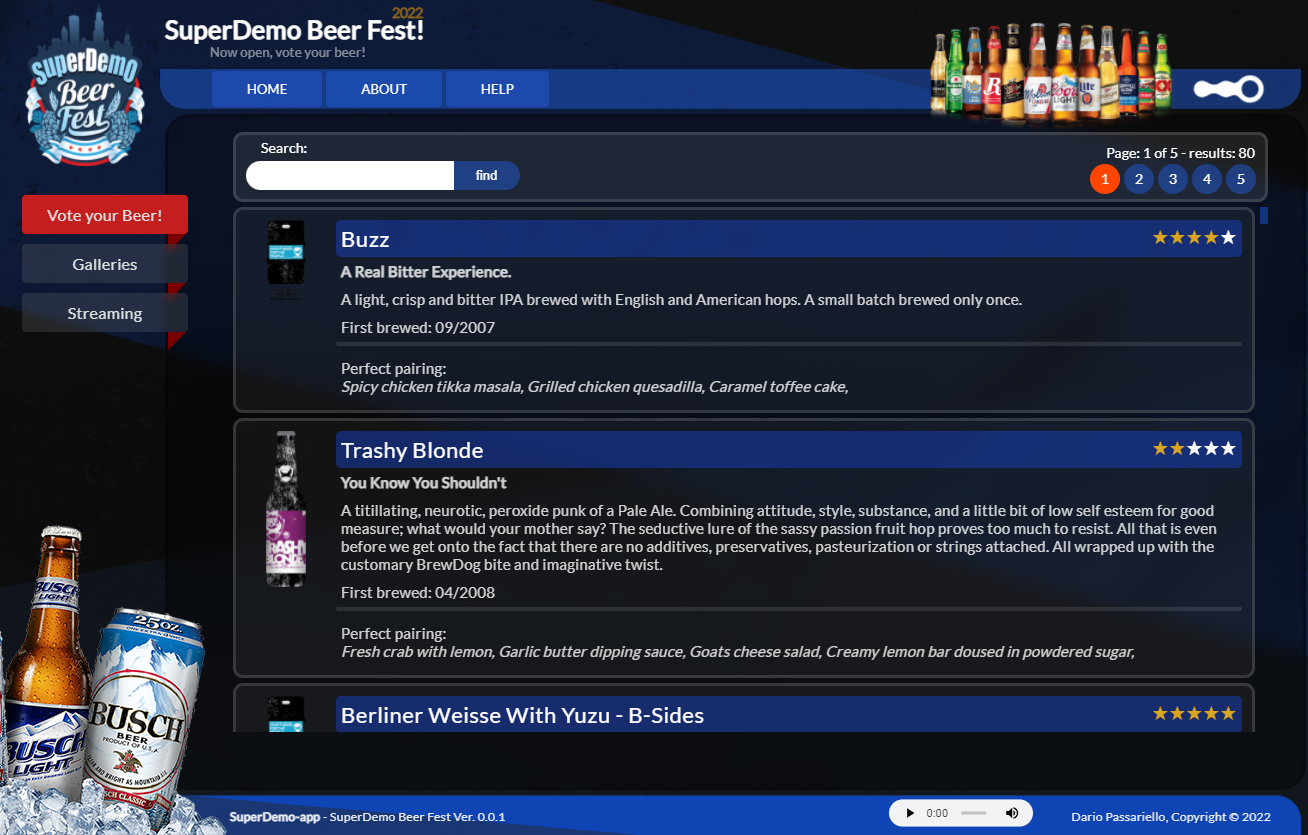 2022
SuperDemo Beer Fest!
Now open, vote your beer!
SuperDemo
Beer
Fest
HOME
ABOUT
HELP
Search:
find
Page: 1 of 5 - results: 80
1
2
3
4
5
Vote your Beer!
Galleries
Streaming
Buzz
A Real Bitter Experience.
A light, crisp and bitter IPA brewed with English and American hops. A small batch brewed only once.
First brewed: 09/2007
Perfect pairing:
Spicy chicken tikka masala, Grilled chicken quesadilla, Caramel toffee cake,
Trashy Blonde
You Know You Shouldn't
A titillating, neurotic, peroxide punk of a Pale Ale. Combining attitude, style, substance, and a little bit of low self esteem for good
measure; what would your mother say? The seductive lure of the sassy passion fruit hop proves too much to resist. All that is even
before we get onto the fact that there are no additives, preservatives, pasteurization or strings attached. All wrapped up with the
customary BrewDog bite and imaginative twist.
First brewed: 04/2008
Perfect pairing:
Fresh crab with lemon, Garlic butter dipping sauce, Goats cheese salad, Creamy lemon bar doused in powdered sugar,
Berliner Weisse With Yuzu - B-Sides
BUSCH
LIGHT
BUSCH
LIGHT
25OZ.
BUSCH
BEER
PRODUCT OF U.S.A.
SuperDemo-app - SuperDemo Beer Fest Ver. 0.0.1
0:00
Dario Passariello, Copyright © 2022